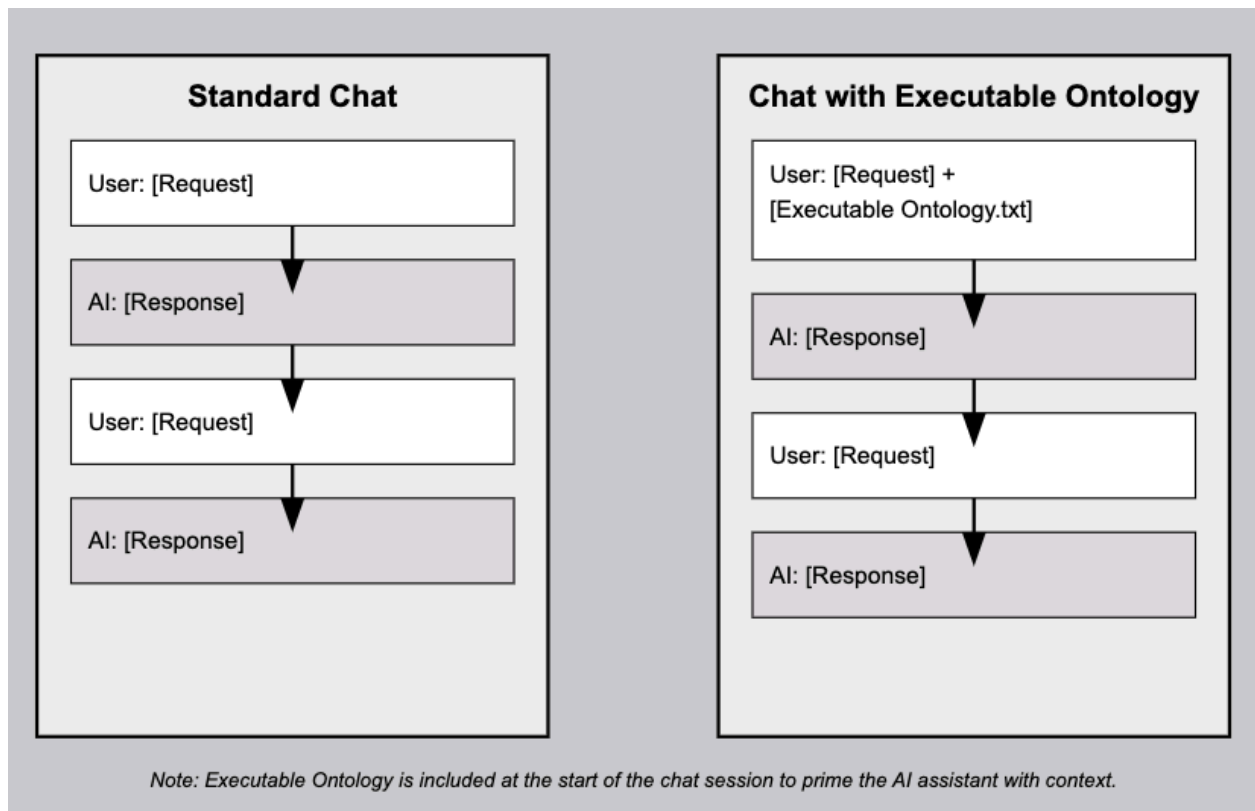 Standard Chat
User: [Request]
AI: [Response]
User: [Request]
AI: [Response]
Chat with Executable Ontology
User: [Request] +
[Executable Ontology.txt]
AI: [Response]
User: [Request]
AI: [Response]
Note: Executable Ontology is included at the start of the chat session to prime the AI assistant with context.